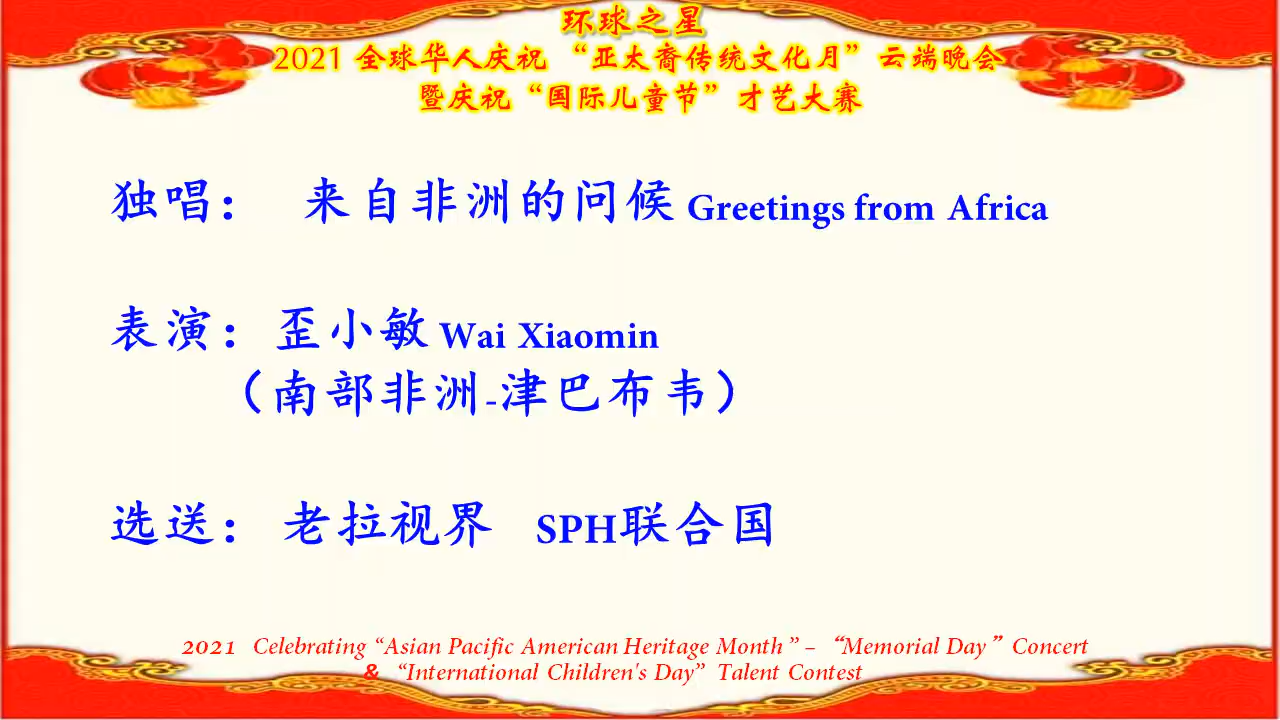 环球之星
2021 全球华人庆祝 “亚太裔传统文化月” 云端晚会
暨庆祝 “国际儿童节” 才艺大赛
独唱： 来自非洲的问候 Greetings from Africa
表演： 歪小敏 Wai Xiaomin
（南部非洲-津巴布韦）
选送： 老拉视界 SPH联合国
2021 Celebrating “Asian Pacific American Heritage Month ” – “Memorial Day ” Concert
& “International Children's Day” Talent Contest